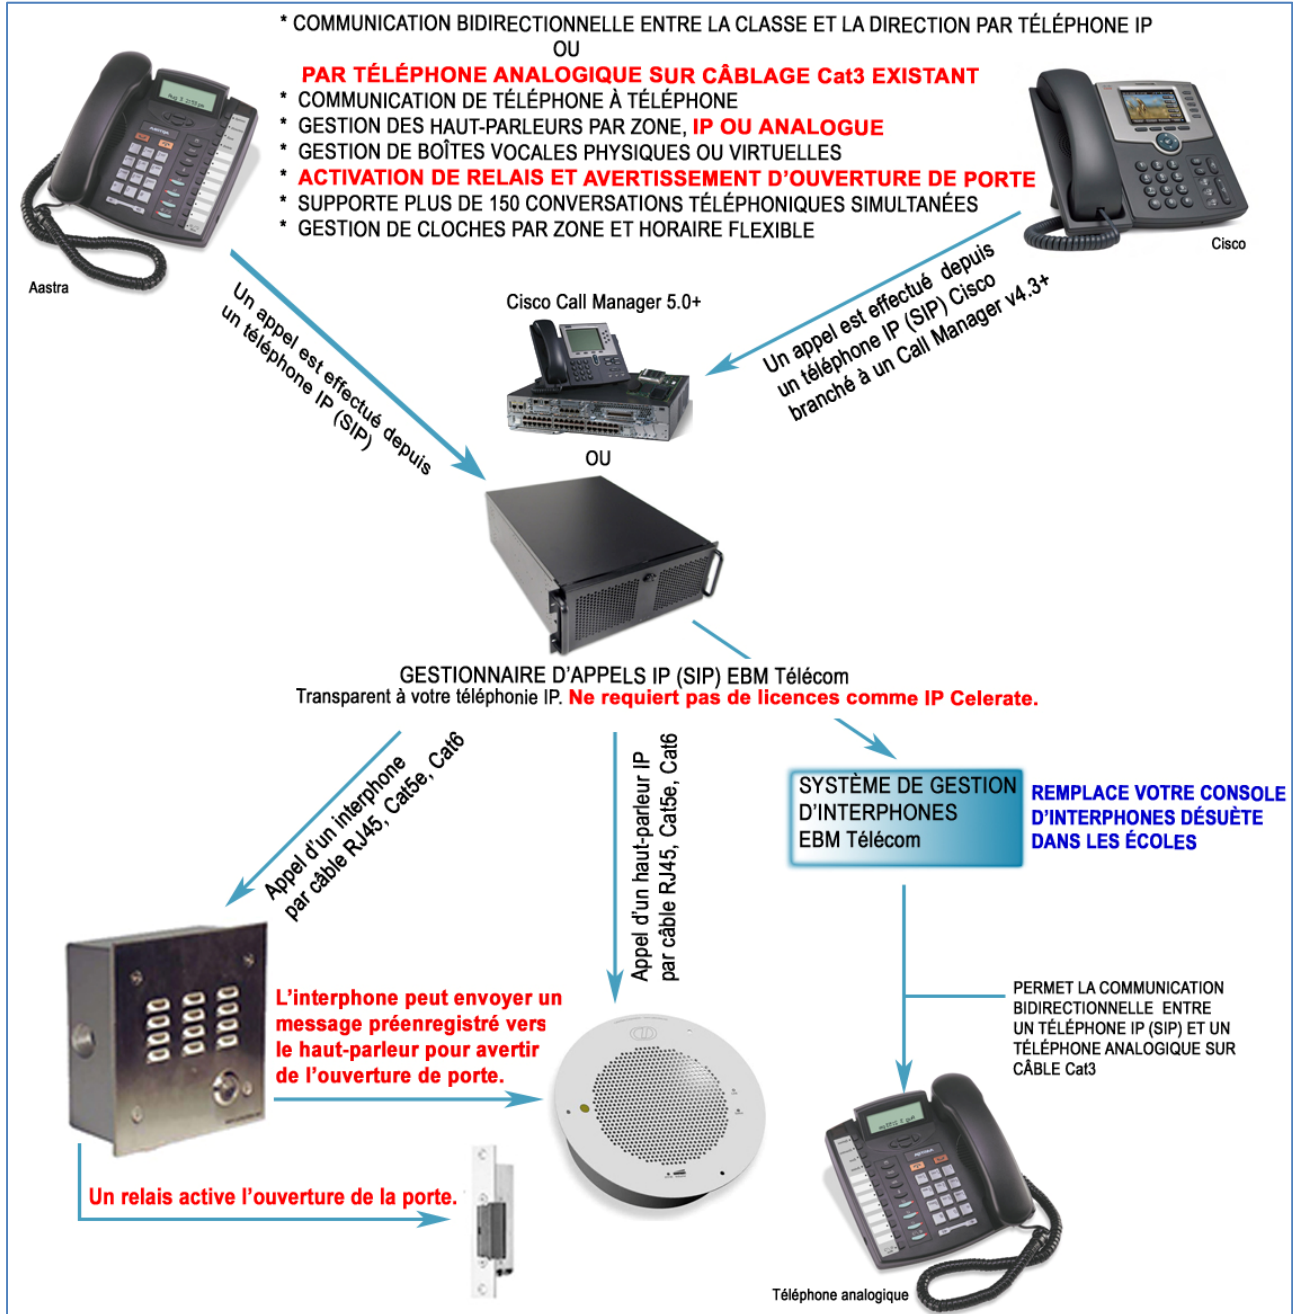 * COMMUNICATION BIDIRECTIONNELLE ENTRE LA CLASSE ET LA DIRECTION PAR TÉLÉPHONE IP
OU
PAR TÉLÉPHONE ANALOGIQUE SUR CÂBLAGE Cat3 EXISTANT
* COMMUNICATION DE TÉLÉPHONE À TÉLÉPHONE
* GESTION DES HAUT-PARLEURS PAR ZONE, IP OU ANALOGUE
* GESTION DE BOÎTES VOCALES PHYSIQUES OU VIRTUELLES
* ACTIVATION DE RELAIS ET AVERTISSEMENT D'OUVERTURE DE PORTE
* SUPPORTE PLUS DE 150 CONVERSATIONS TÉLÉPHONIQUES SIMULTANÉES
* GESTION DE CLOCHES PAR ZONE ET HORAIRE FLEXIBLE
Aastra
Cisco
Un appel est effectué depuis
un téléphone IP (SIP)
Cisco Call Manager 5.0+
Un appel est effectué depuis
un téléphone IP (SIP) Cisco
branché à un Call Manager v4.3+
OU
GESTIONNAIRE D'APPELS IP (SIP) EBM Télécom
Transparent à votre téléphonie IP. Ne requiert pas de licences comme IP Celerate.
Appel d'un interphone
par câble RJ45, Cat5e, Cat6
Appel d'un haut-parleur IP
par câble RJ45, Cat5e, Cat6
SYSTÈME DE GESTION
D'INTERPHONES
EBM Télécom
REMPLACE VOTRE CONSOLE
D'INTERPHONES DÉSUÈTE
DANS LES ÉCOLES
L'interphone peut envoyer un
message préenregistré vers
le haut-parleur pour avertir
de l'ouverture de porte.
PERMET LA COMMUNICATION
BIDIRECTIONNELLE ENTRE
UN TÉLÉPHONE IP (SIP) ET UN
TÉLÉPHONE ANALOGIQUE SUR
CÂBLE Cat3
Un relais active l'ouverture de la porte.
Téléphone analogique